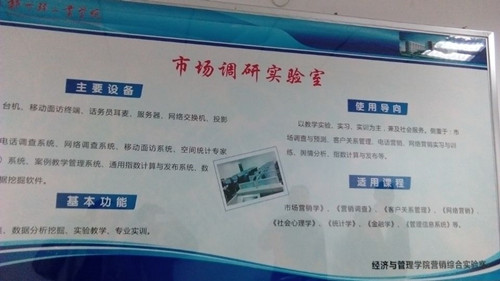 市场调研实验室
主要设备
台机、移动面访终端、话务员耳麦、服务器、网络交换机、投影
电话调查系统、网络调查系统、移动面访系统、空间统计专家
系统、案例教学管理系统、通用指数计算与发布系统、数
据挖掘软件。
基本功能
、数据分析挖掘、实验教学、专业实训。
使用导向
以教学实验、实习、实训为主，兼及社会服务。侧重于：市
场调查与预测、客户关系管理、电话营销、网络营销实习与训
练、舆情分析、指数计算与发布等。
适用课程
《市场营销学》、《营销调查》、《客户关系管理》、《网络营销》
《社会心理学》、《统计学》、《金融学》、《管理信息系统》等。
经济与管理学院营销综合实验室